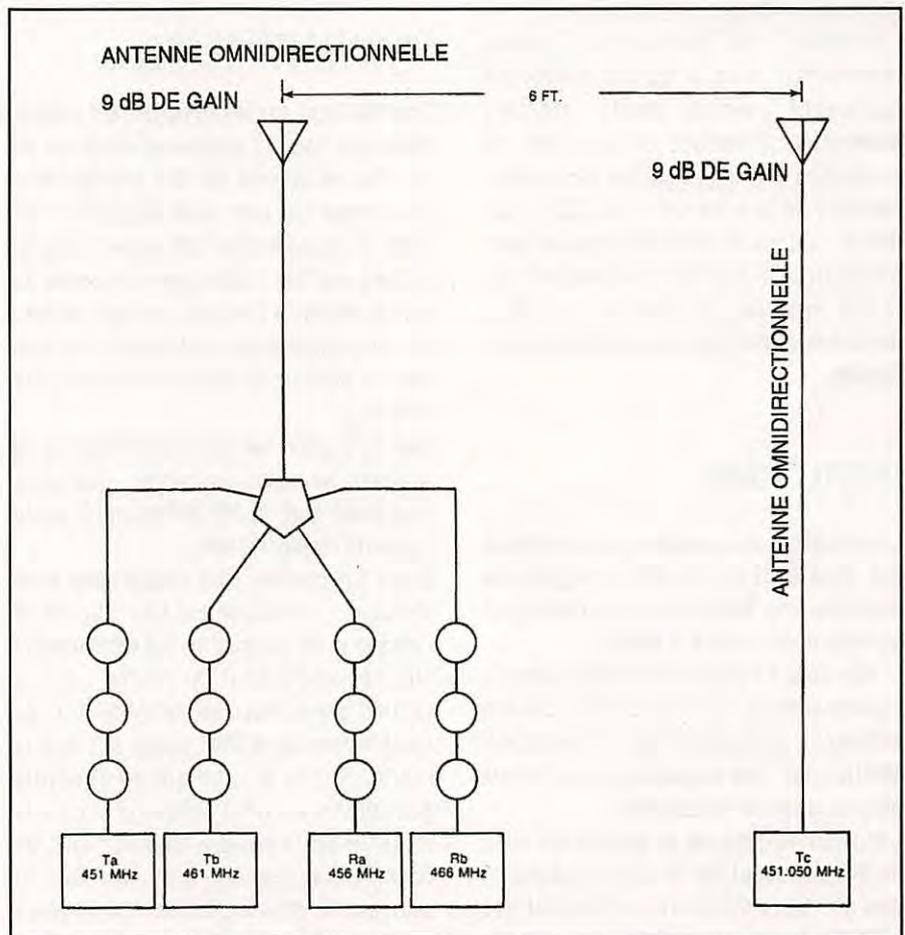 ANTENNE OMNIDIRECTIONNELLE
9 dB DE GAIN
6 FT.
9 dB DE GAIN
ANTENNE OMNIDIRECTIONNELLE
Ta
451 MHz
Tb
461 MHz
Ra
456 MHz
Rb
466 MHz
Tc
451.050 MHz